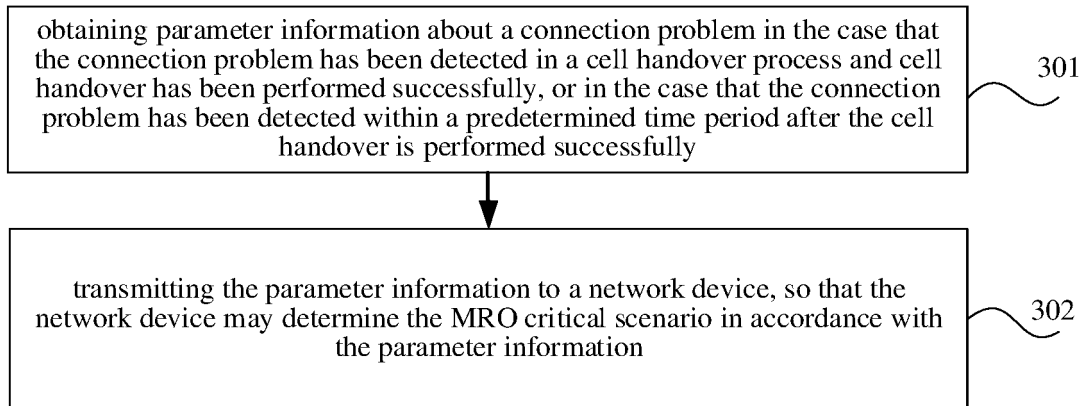 obtaining parameter information about a connection problem in the case that
the connection problem has been detected in a cell handover process and cell
handover has been performed successfully, or in the case that the connection
problem has been detected within a predetermined time period after the cell
handover is performed successfully
301
transmitting the parameter information to a network device, so that the
network device may determine the MRO critical scenario in accordance with
the parameter information
302